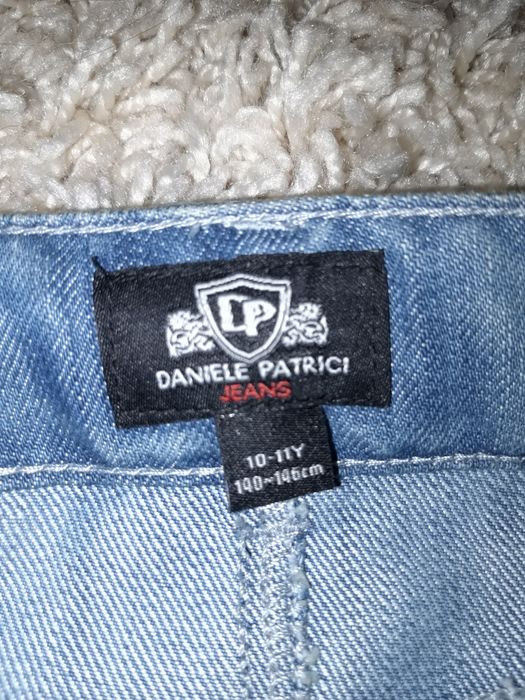 DP
DANIELE PATRICI
JEANS
10-11Y
140~146cm